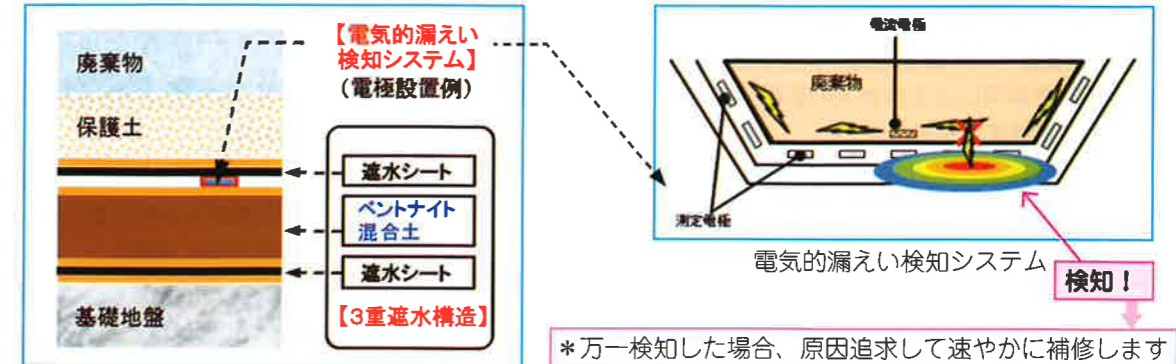 廃棄物
保護土
基礎地盤
【電気的漏えい
検知システム】
(電極設置例)
遮水シート
ベントナイト
混合土
遮水シート
【3重遮水構造】
電流電極
廃棄物
測定電極
電気的漏えい検知システム
検知！
＊万一検知した場合、原因追求して速やかに補修します